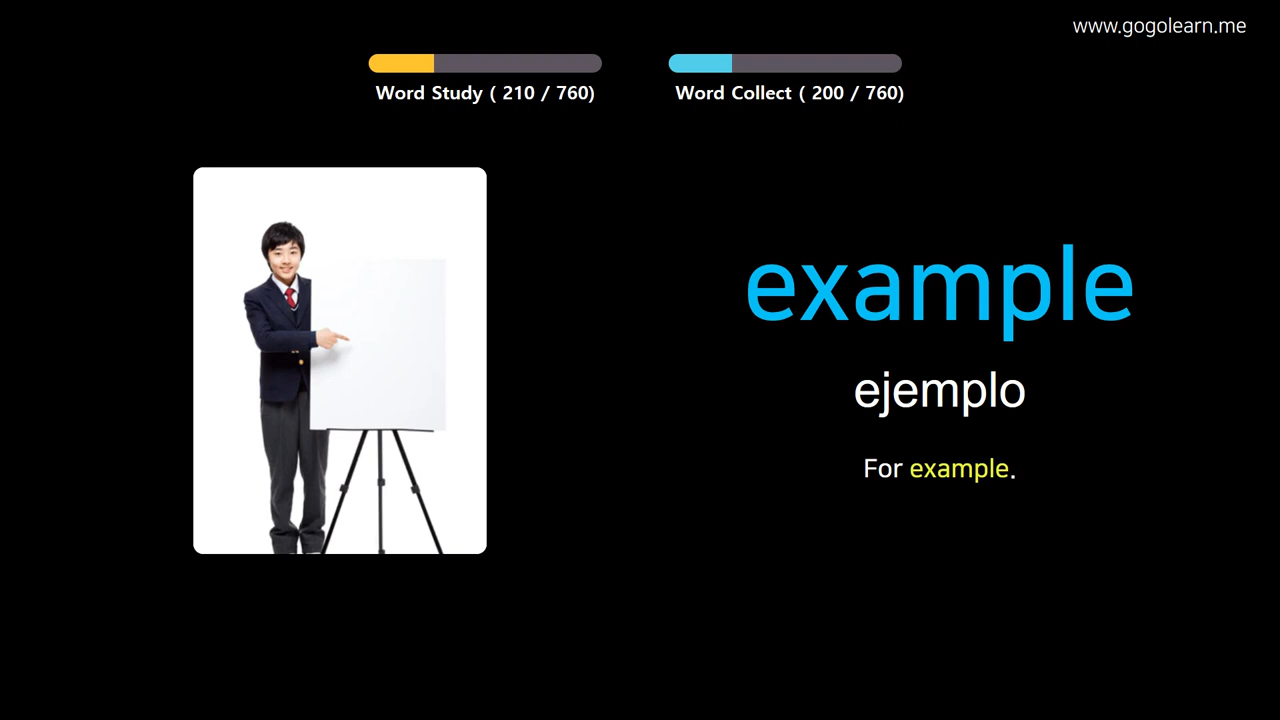 www.gogolearn.me
Word Study ( 210 / 760)
Word Collect ( 200 / 760)
example
ejemplo
For example.